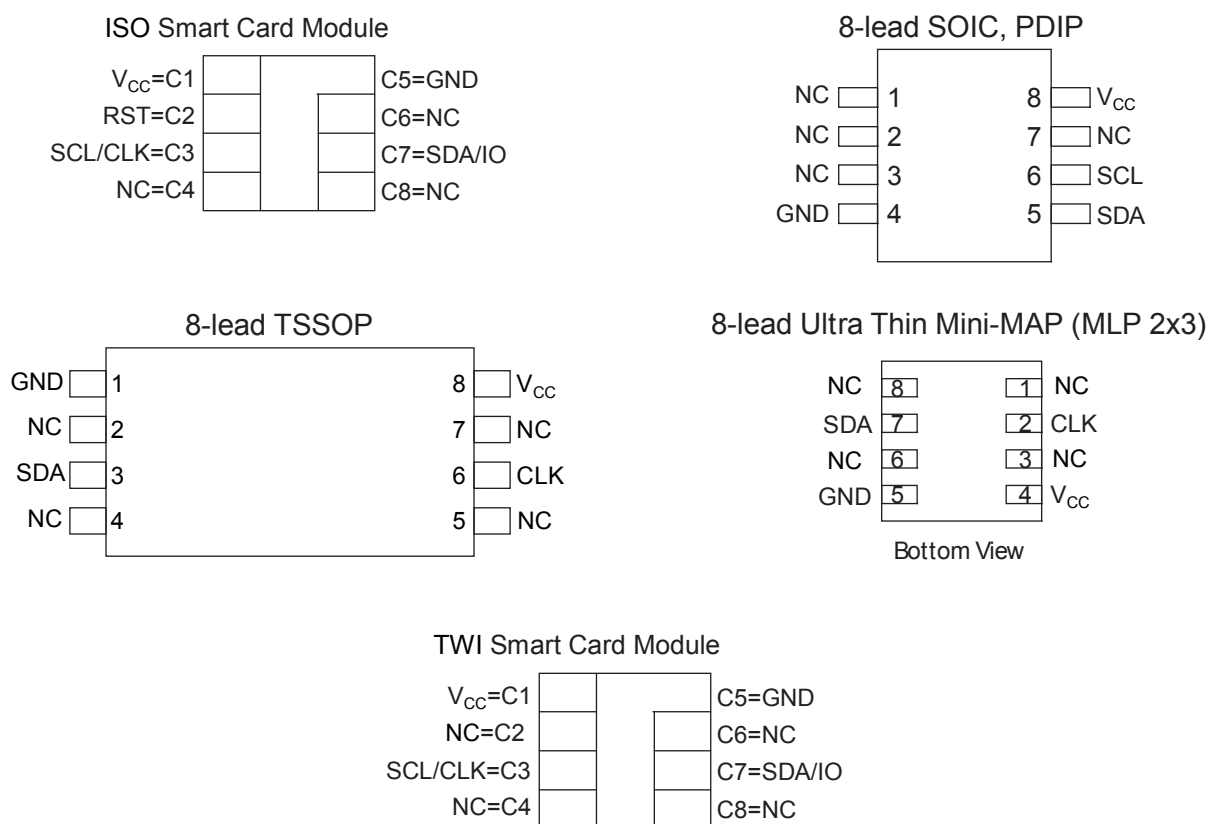 ISO Smart Card Module
VCC=C1 C5=GND
RST=C2 C6=NC
SCL/CLK=C3 C7=SDA/IO
NC=C4 C8=NC
8-lead SOIC, PDIP
NC 1 8 VCC
NC 2 7 NC
NC 3 6 SCL
GND 4 5 SDA
8-lead TSSOP
GND 1 8 VCC
NC 2 7 NC
SDA 3 6 CLK
NC 4 5 NC
8-lead Ultra Thin Mini-MAP (MLP 2x3)
NC 8 1 NC
SDA 7 2 CLK
NC 6 3 NC
GND 5 4 VCC
Bottom View
TWI Smart Card Module
VCC=C1 C5=GND
NC=C2 C6=NC
SCL/CLK=C3 C7=SDA/IO
NC=C4 C8=NC